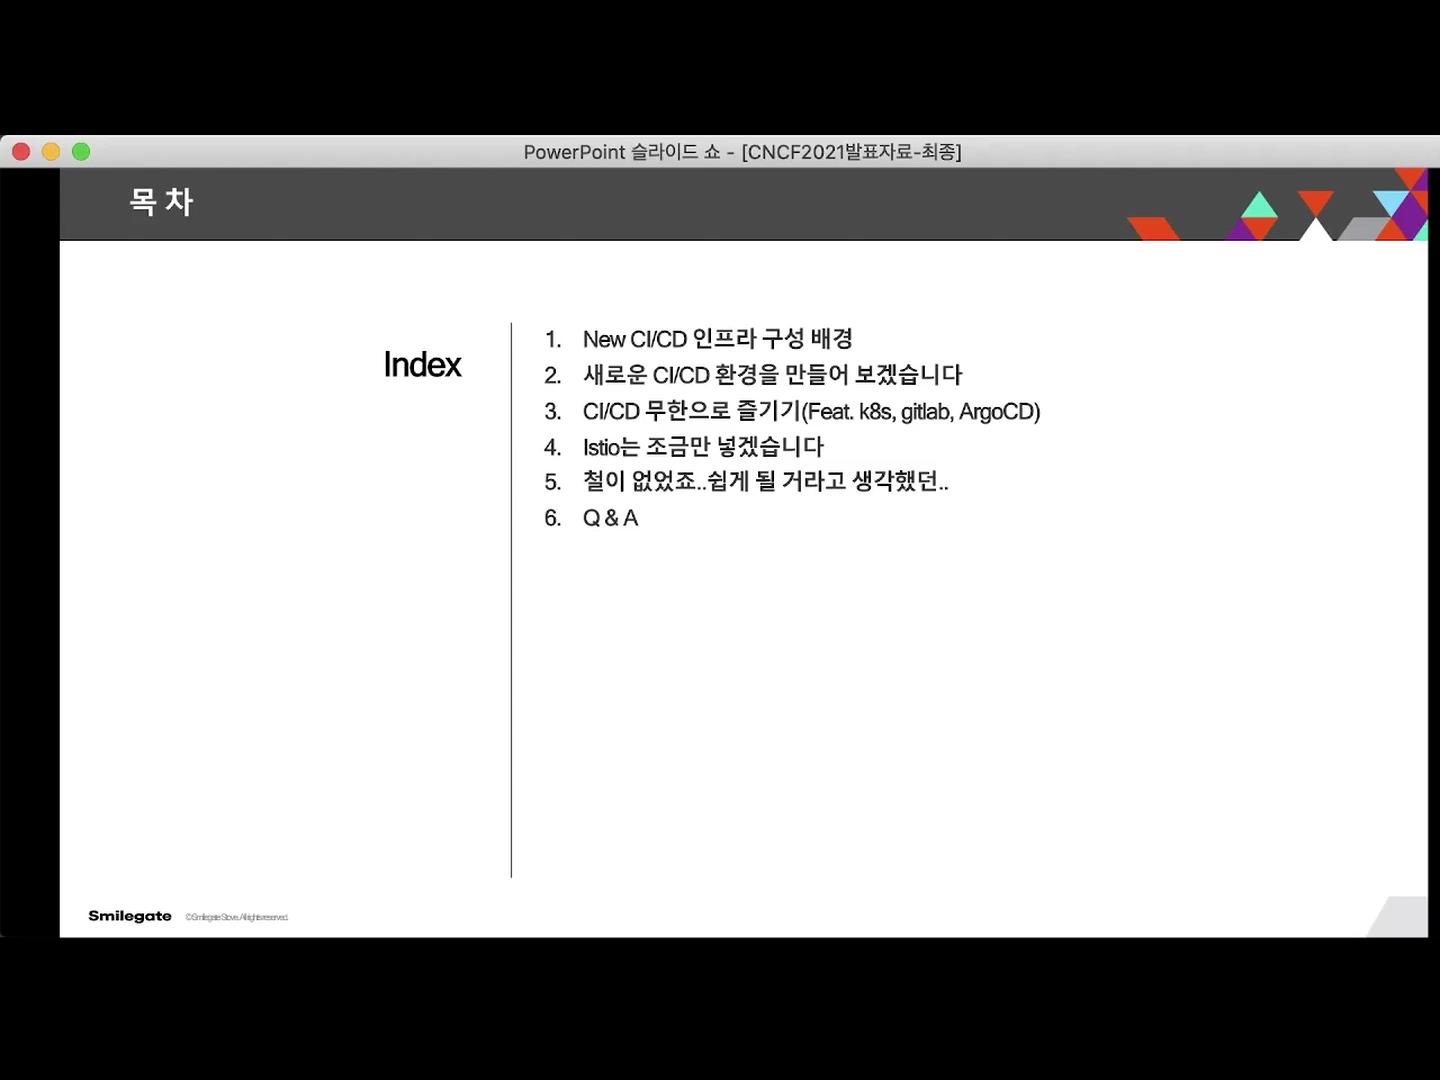 PowerPoint 슬라이드 쇼 - [CNCF2021발표자료-최종]
목 차
Index
1. New CI/CD 인프라 구성 배경
2. 새로운 CI/CD 환경을 만들어 보겠습니다
3. CI/CD 무한으로 즐기기(Feat. k8s, gitlab, ArgoCD)
4. Istio는 조금만 넣겠습니다
5. 철이 없었죠..쉽게 될 거라고 생각했던..
6. Q & A
Smilegate
© Smilegate Stove. All rights reserved.